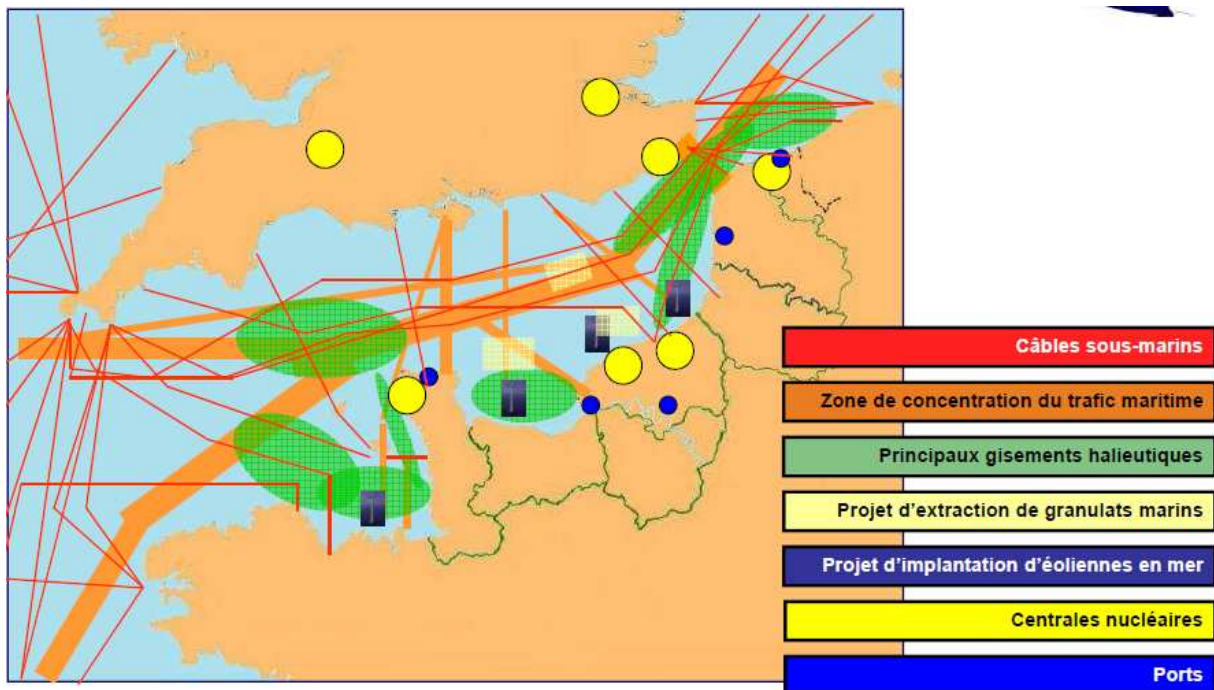 Câbles sous-marins
Zone de concentration du trafic maritime
Principaux gisements halieutiques
Projet d'extraction de granulats marins
Projet d'implantation d'éoliennes en mer
Centrales nucléaires
Ports